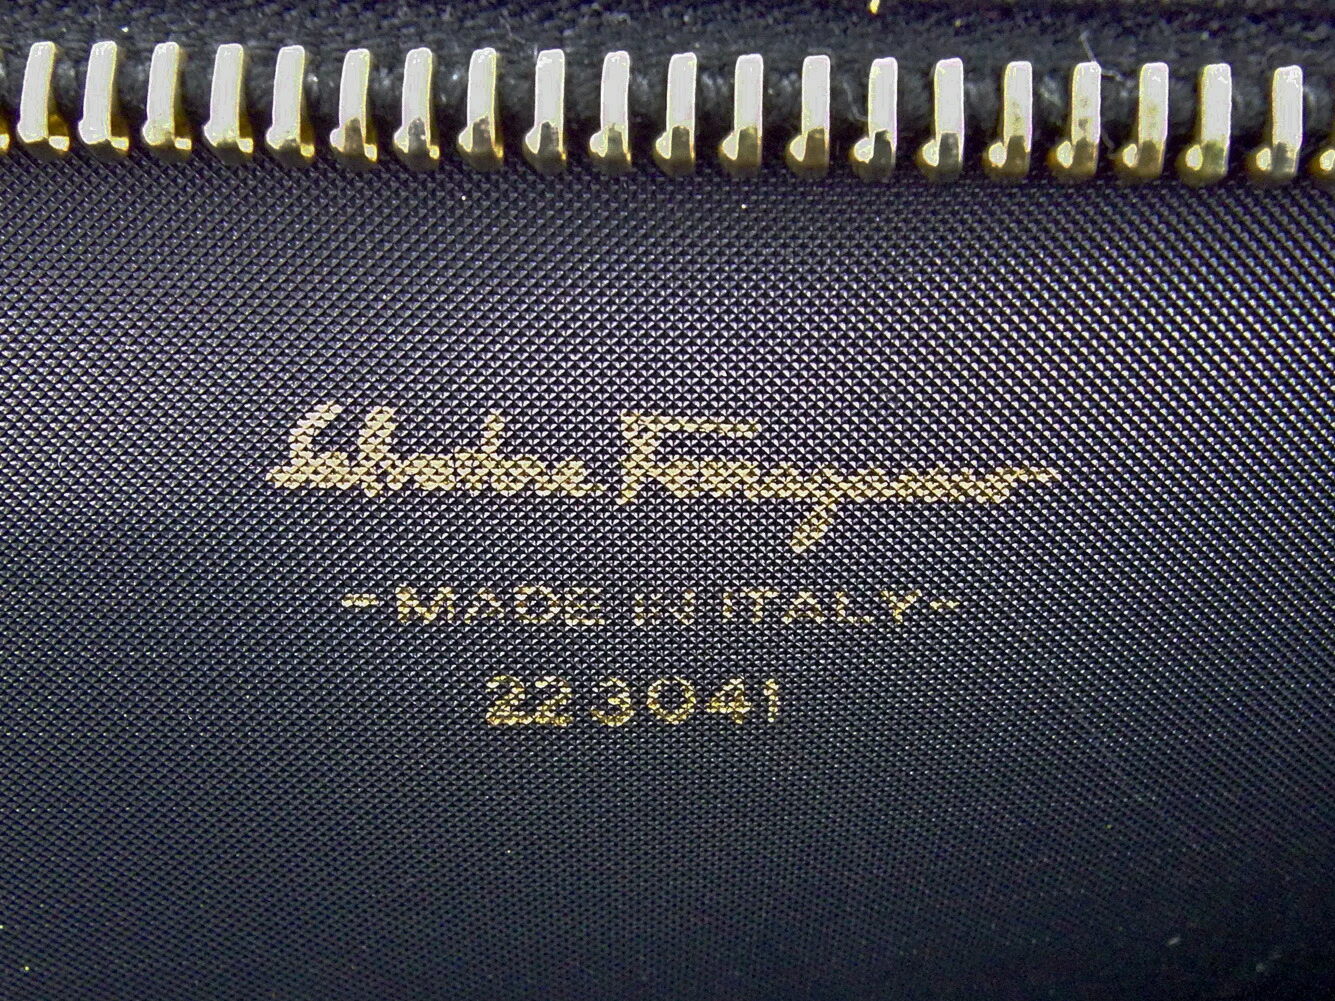 Salvatore Ferragamo
-MADE IN ITALY-
223041